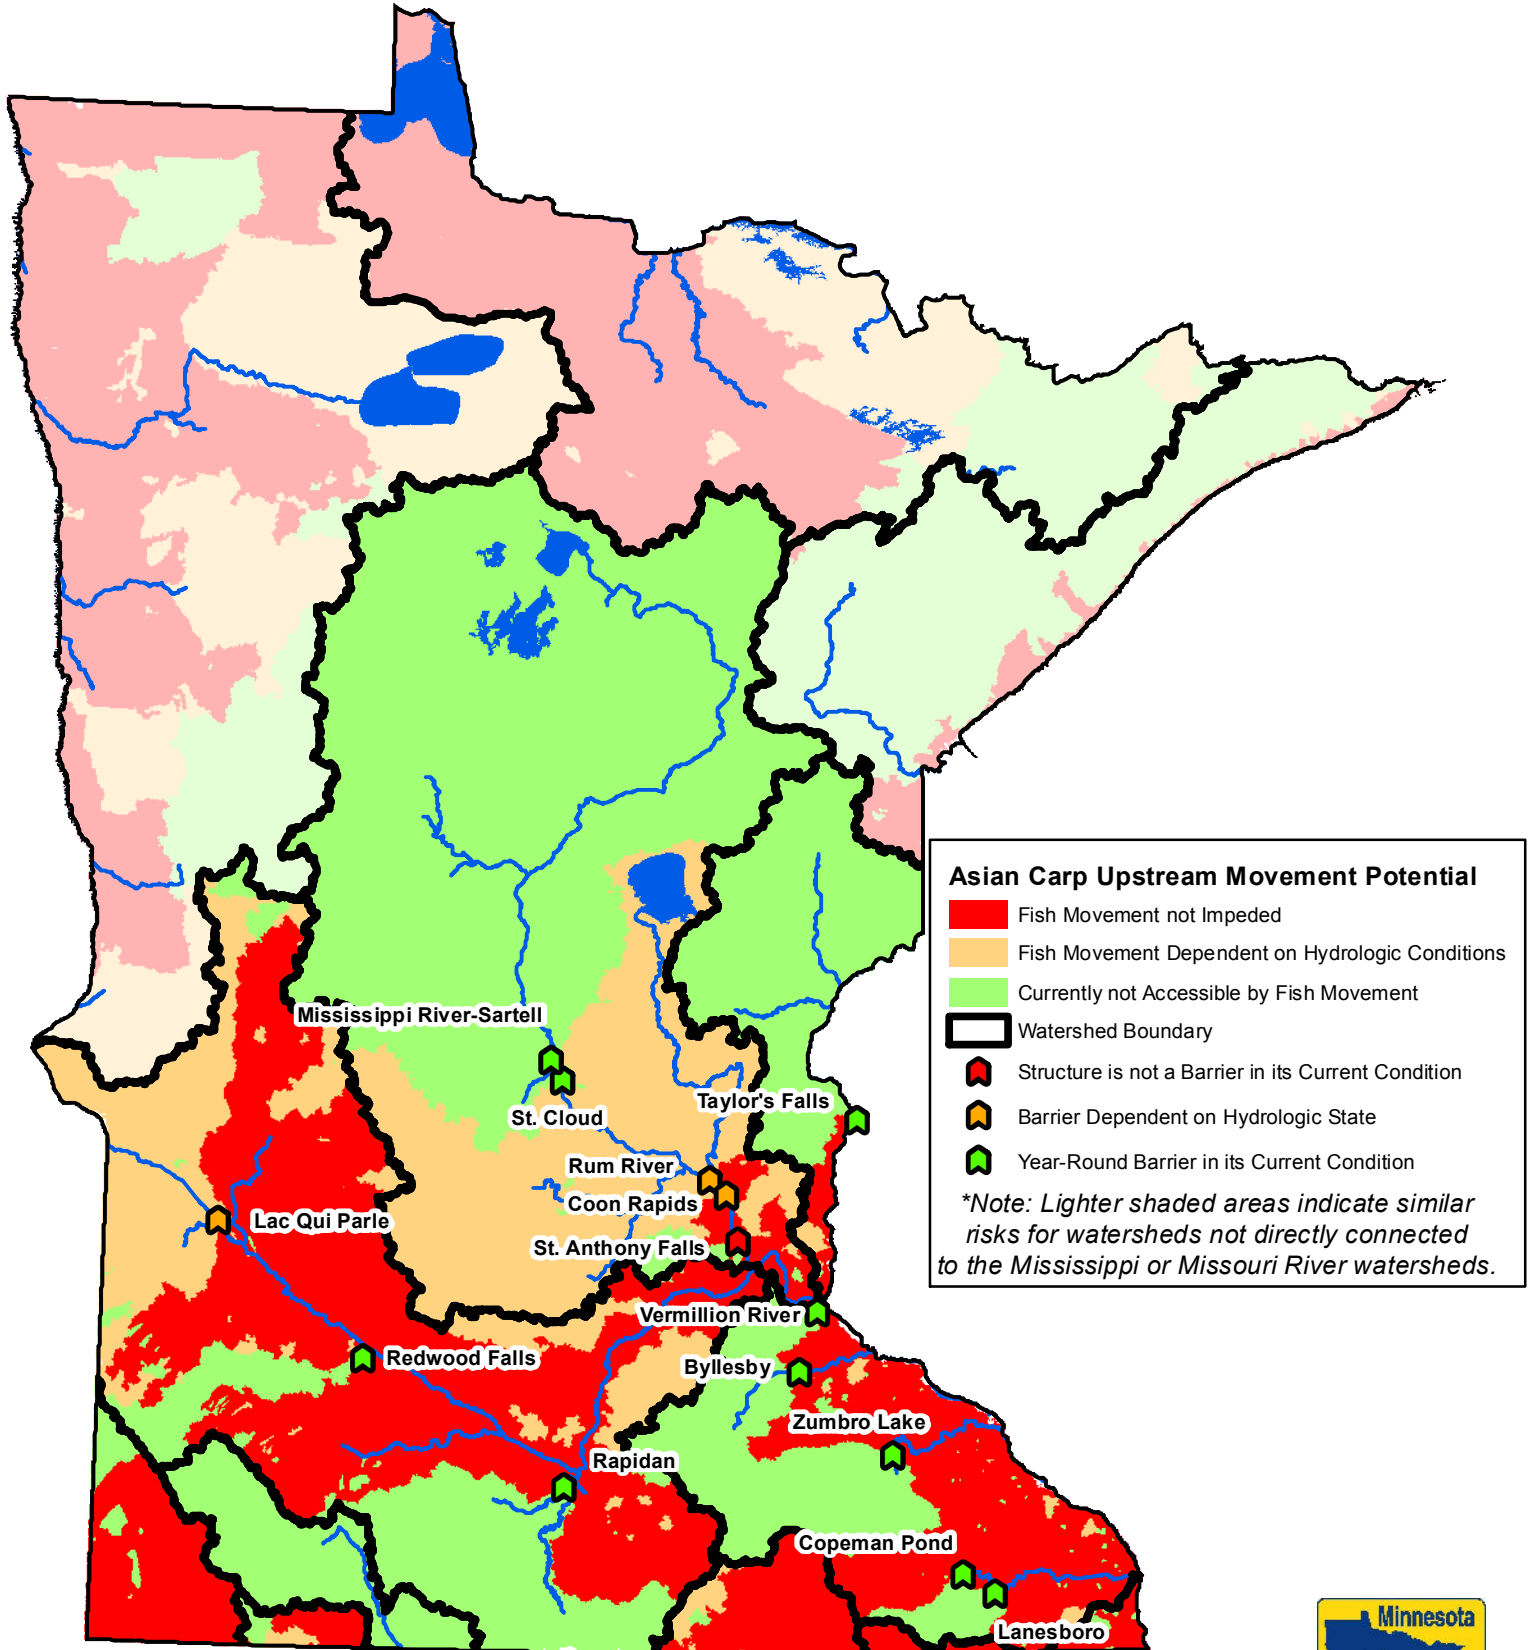 Asian Carp Upstream Movement Potential
Fish Movement not Impeded
Fish Movement Dependent on Hydrologic Conditions
Currently not Accessible by Fish Movement
Watershed Boundary
Structure is not a Barrier in its Current Condition
Barrier Dependent on Hydrologic State
Year-Round Barrier in its Current Condition
*Note: Lighter shaded areas indicate similar
risks for watersheds not directly connected
to the Mississippi or Missouri River watersheds.
Mississippi River-Sartell
St. Cloud
Taylor's Falls
Rum River
Coon Rapids
Lac Qui Parle
St. Anthony Falls
Vermillion River
Redwood Falls
Byllesby
Zumbro Lake
Rapidan
Copeman Pond
Lanesboro
Minnesota